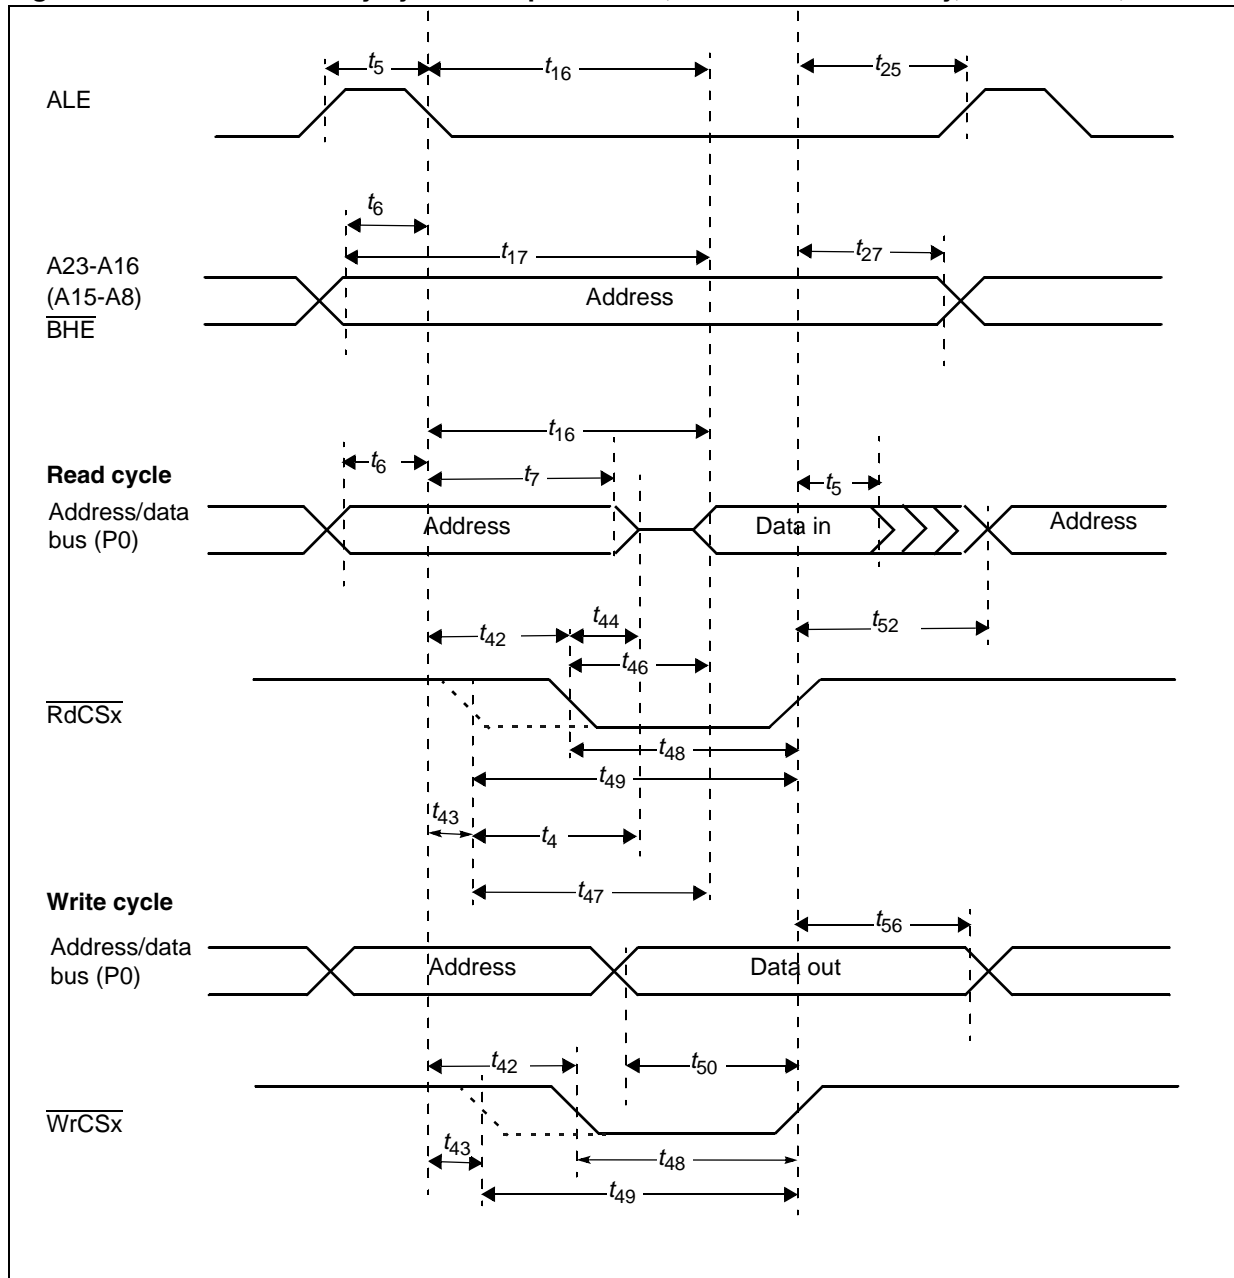 t5
t16
t25
ALE
t6
t17
t27
A23-A16
(A15-A8)
BHE
Address
t16
t6
t7
t5
Read cycle
Address/data
bus (P0)
Address
Data in
Address
t42
t44
t52
t46
RdCSx
t48
t49
t43
t4
t47
Write cycle
t56
Address/data
bus (P0)
Address
Data out
t42
t50
WrCSx
t43
t48
t49